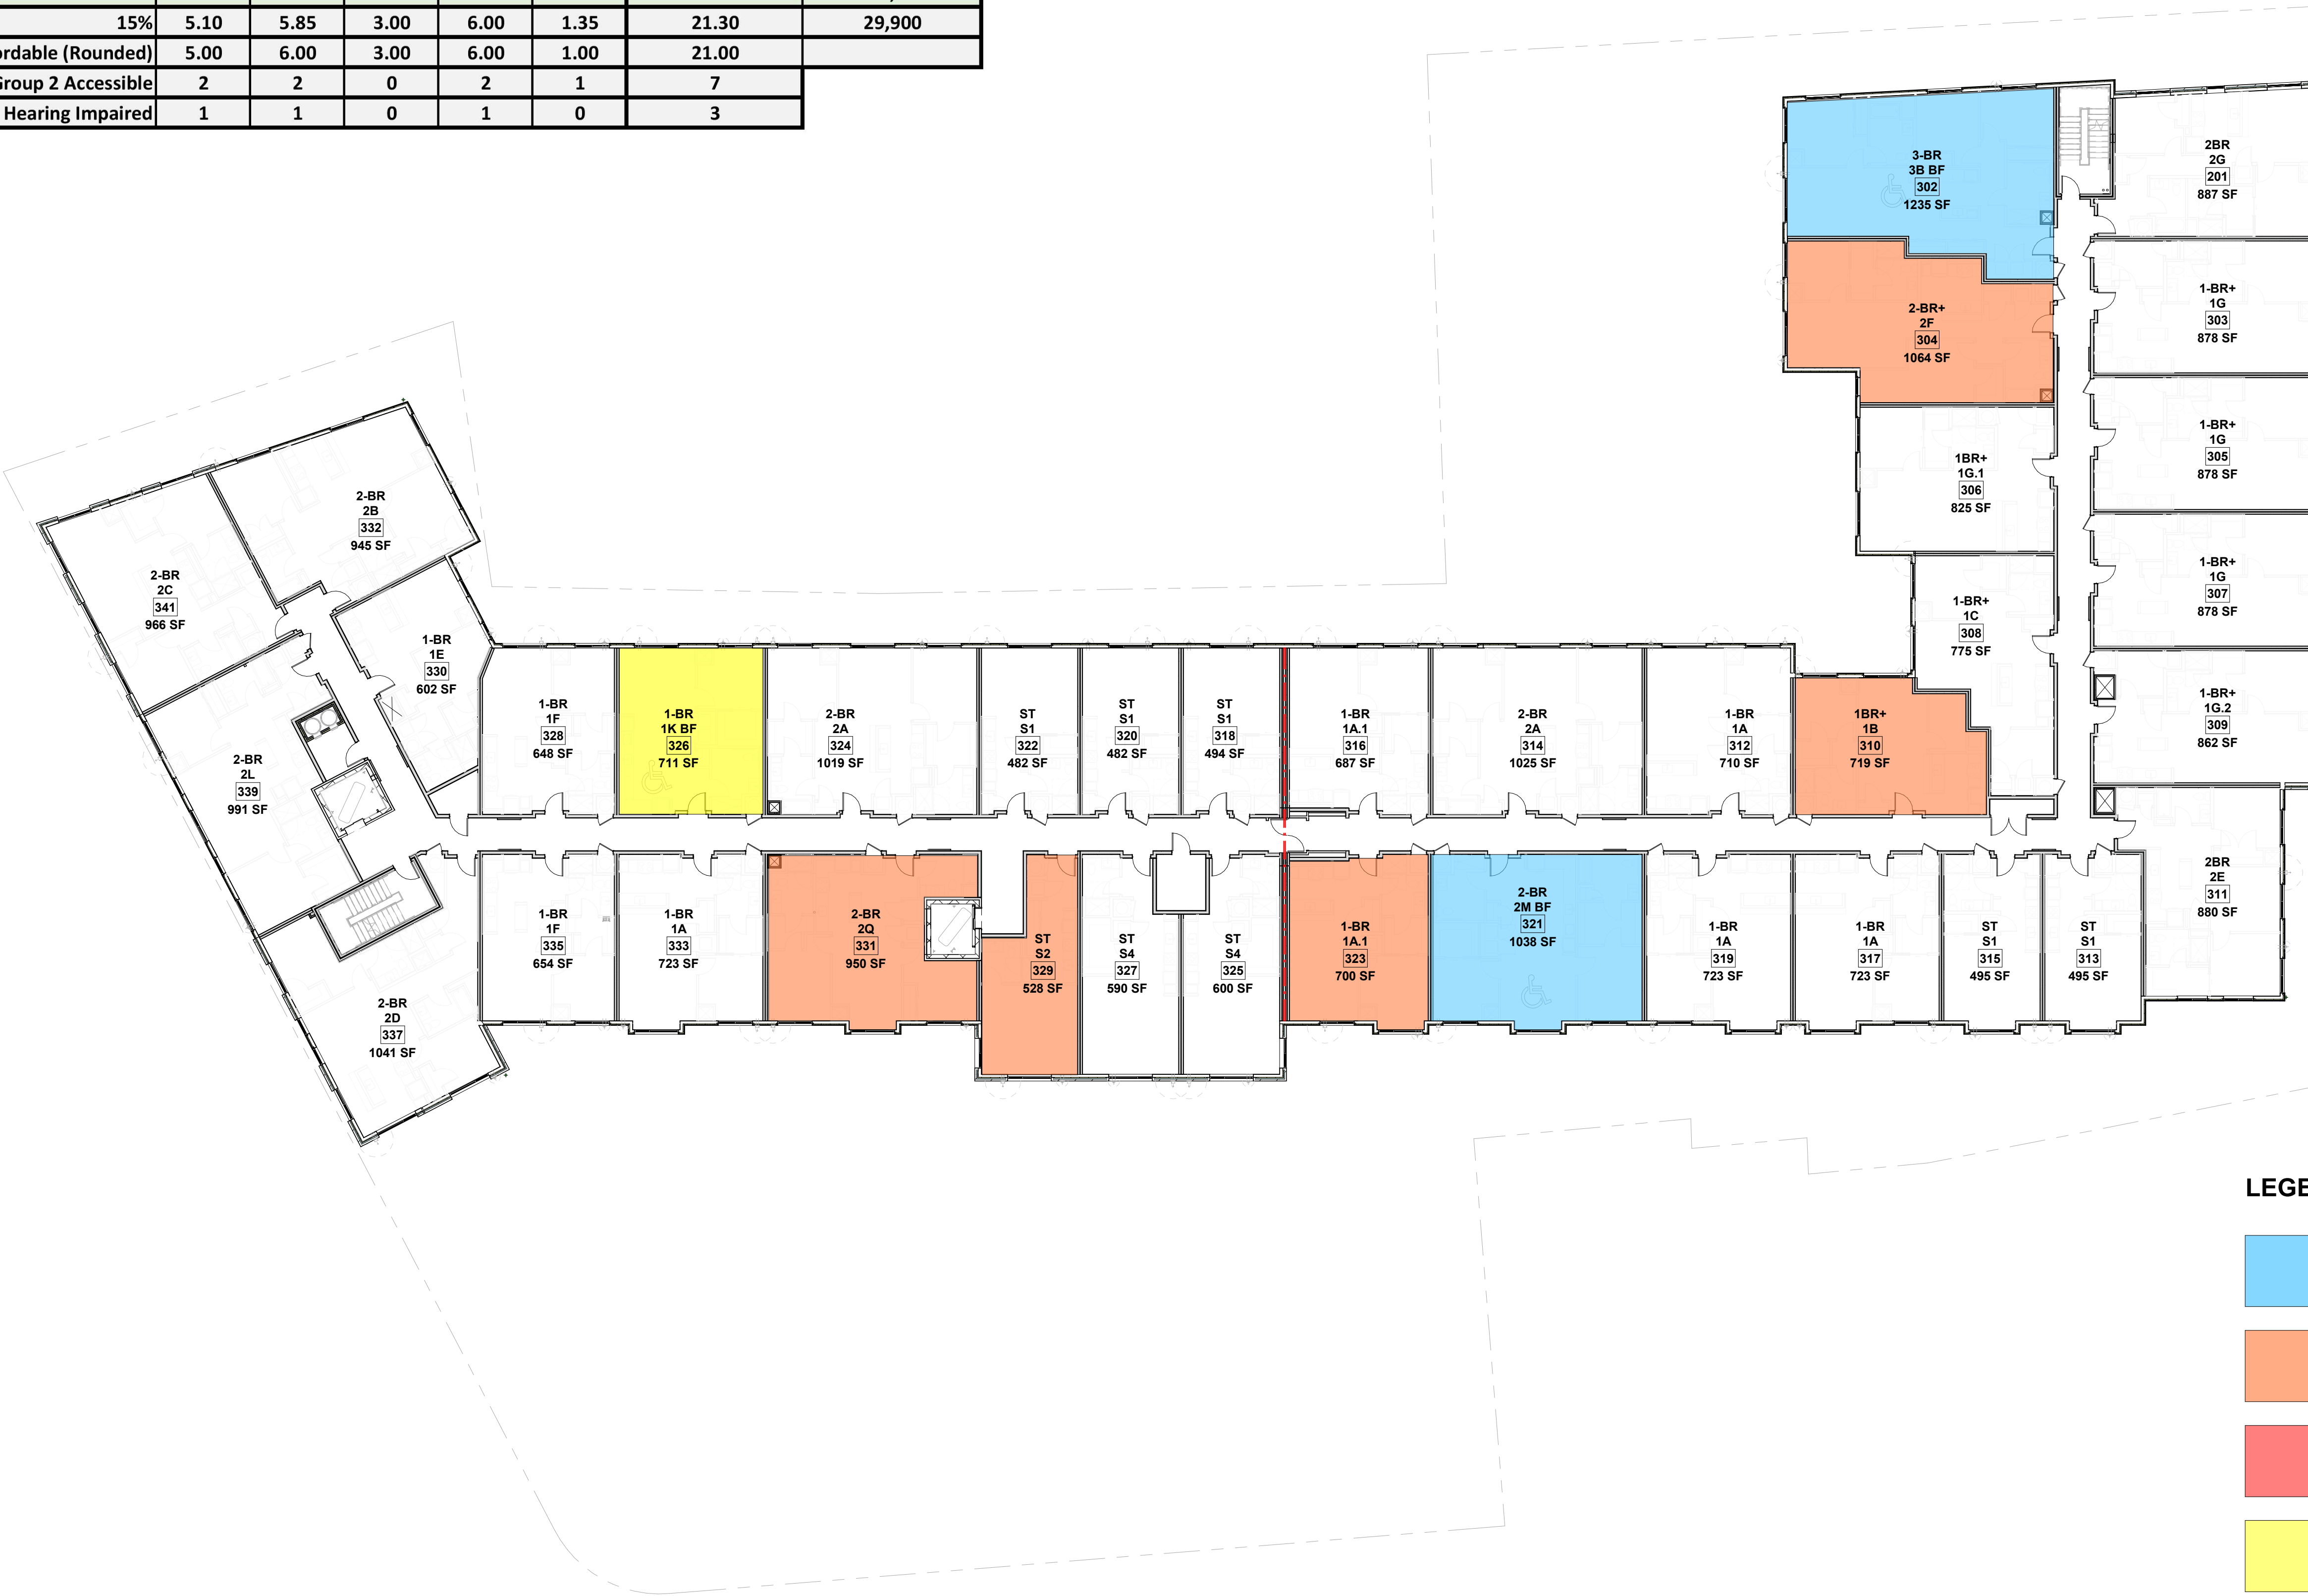 15% 5.10 5.85 3.00 6.00 1.35 21.30 29,900
ordable (Rounded) 5.00 6.00 3.00 6.00 1.00 21.00
Group 2 Accessible 2 2 0 2 1 7
Hearing Impaired 1 1 0 1 0 3
3-BR
3B BF
302
1235 SF
2BR
2G
201
887 SF
2-BR+
2F
304
1064 SF
1-BR+
1G
303
878 SF
1BR+
1G.1
306
825 SF
1-BR+
1G
305
878 SF
1-BR+
1G
307
878 SF
1-BR+
1C
308
775 SF
1-BR+
1G.2
309
862 SF
2-BR
2B
332
945 SF
2-BR
2C
341
966 SF
1-BR
1E
330
602 SF
2-BR
2L
339
991 SF
1-BR
1F
328
648 SF
1-BR
1K BF
326
711 SF
2-BR
2A
324
1019 SF
ST
S1
322
482 SF
ST
S1
320
482 SF
ST
S1
318
494 SF
1-BR
1A.1
316
687 SF
2-BR
2A
314
1025 SF
1-BR
1A
312
710 SF
1BR+
1B
310
719 SF
2-BR
2D
337
1041 SF
1-BR
1F
335
654 SF
1-BR
1A
333
723 SF
2-BR
2Q
331
950 SF
ST
S2
329
528 SF
ST
S4
327
590 SF
ST
S4
325
600 SF
1-BR
1A.1
323
700 SF
2-BR
2M BF
321
1038 SF
1-BR
1A
319
723 SF
1-BR
1A
317
723 SF
ST
S1
315
495 SF
ST
S1
313
495 SF
2BR
2E
311
880 SF
LEGE